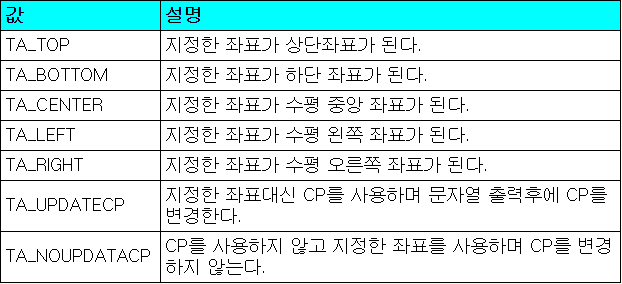 값 설명
TA_TOP 지정한 좌표가 상단좌표가 된다.
TA_BOTTOM 지정한 좌표가 하단 좌표가 된다.
TA_CENTER 지정한 좌표가 수평 중앙 좌표가 된다.
TA_LEFT 지정한 좌표가 수평 왼쪽 좌표가 된다.
TA_RIGHT 지정한 좌표가 수평 오른쪽 좌표가 된다.
TA_UPDATECP 지정한 좌표대신 CP를 사용하며 문자열 출력후에 CP를
변경한다.
TA_NOUPDATACP CP를 사용하지 않고 지정한 좌표를 사용하며 CP를 변경
하지 않는다.